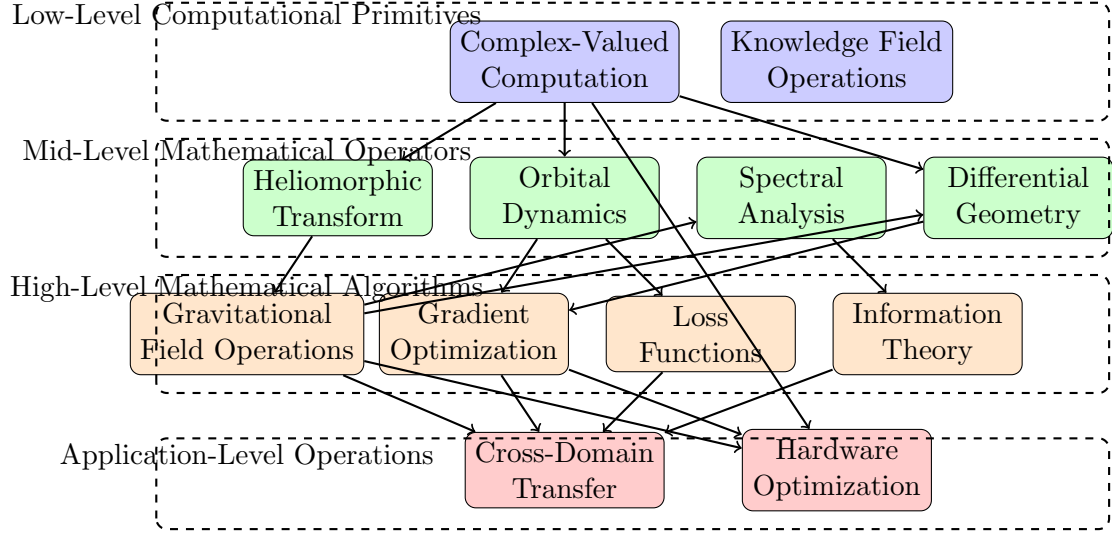 Low-Level Computational Primitives
Complex-Valued
Computation
Knowledge Field
Operations
Mid-Level Mathematical Operators
Heliomorphic
Transform
Orbital
Dynamics
Spectral
Analysis
Differential
Geometry
High-Level Mathematical Algorithms
Gravitational
Field Operations
Gradient
Optimization
Loss
Functions
Information
Theory
Application-Level Operations
Cross-Domain
Transfer
Hardware
Optimization